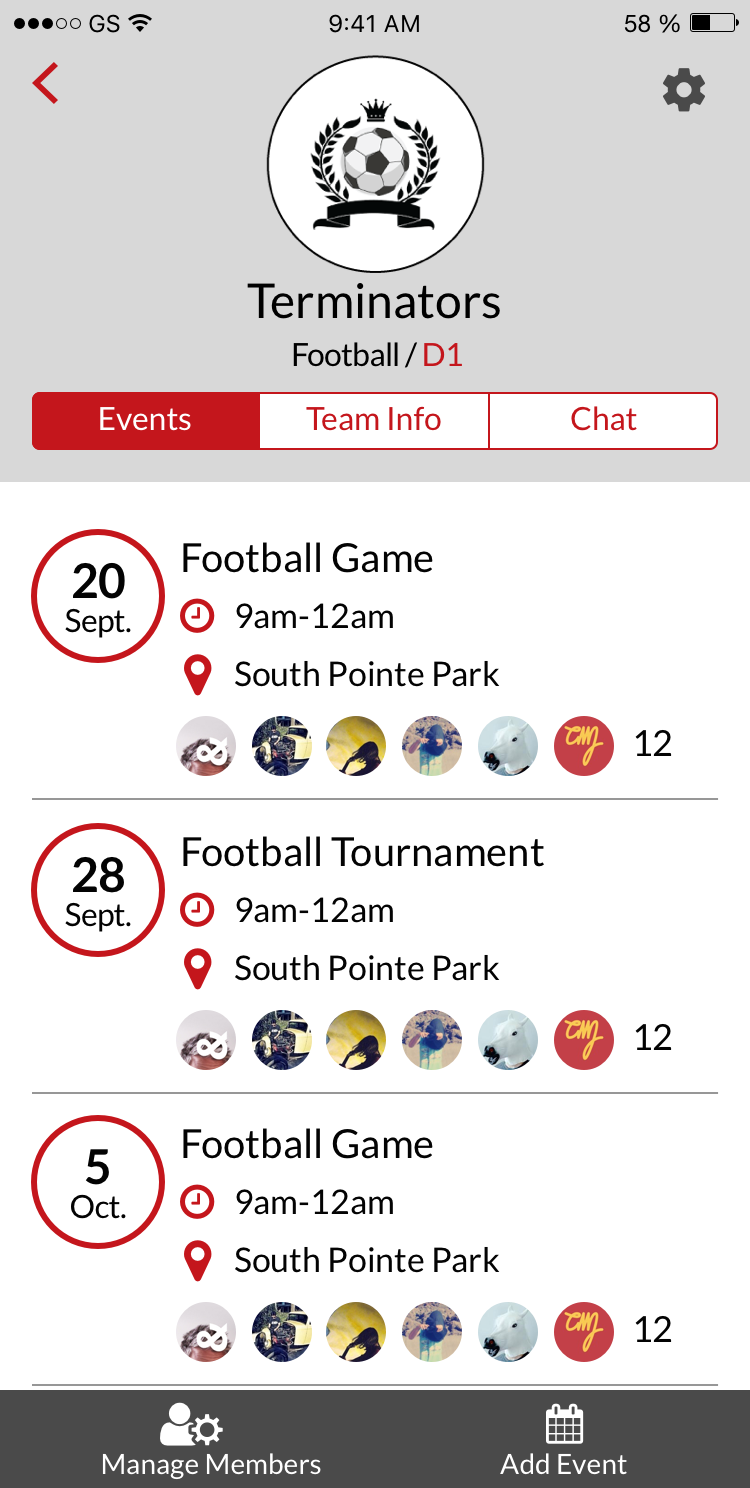 GS 9:41 AM 58 %
Terminators
Football / D1
Events Team Info Chat
20
Sept.
Football Game
9am-12am
South Pointe Park
12
28
Sept.
Football Tournament
9am-12am
South Pointe Park
12
5
Oct.
Football Game
9am-12am
South Pointe Park
12
Manage Members Add Event